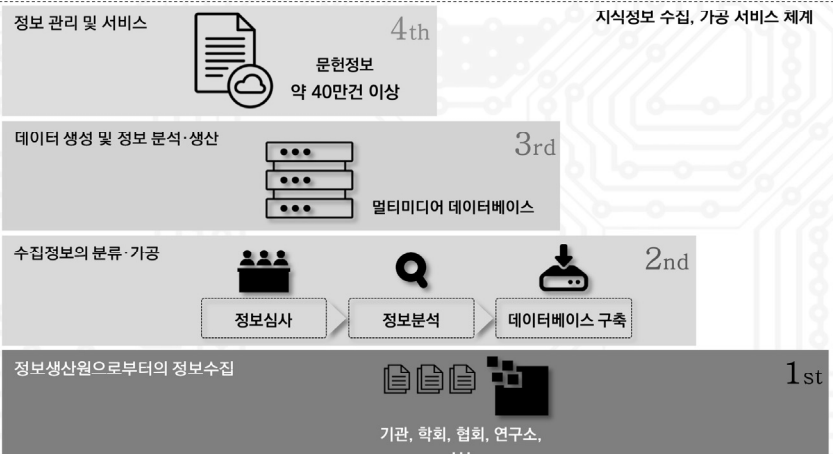 지식정보 수집, 가공 서비스 체계
정보 관리 및 서비스
4th
문헌정보
약 40만건 이상
데이터 생성 및 정보 분석·생산
3rd
멀티미디어 데이터베이스
수집정보의 분류·가공
2nd
정보심사
정보분석
데이터베이스 구축
정보생산원으로부터의 정보수집
1st
기관, 학회, 협회, 연구소,